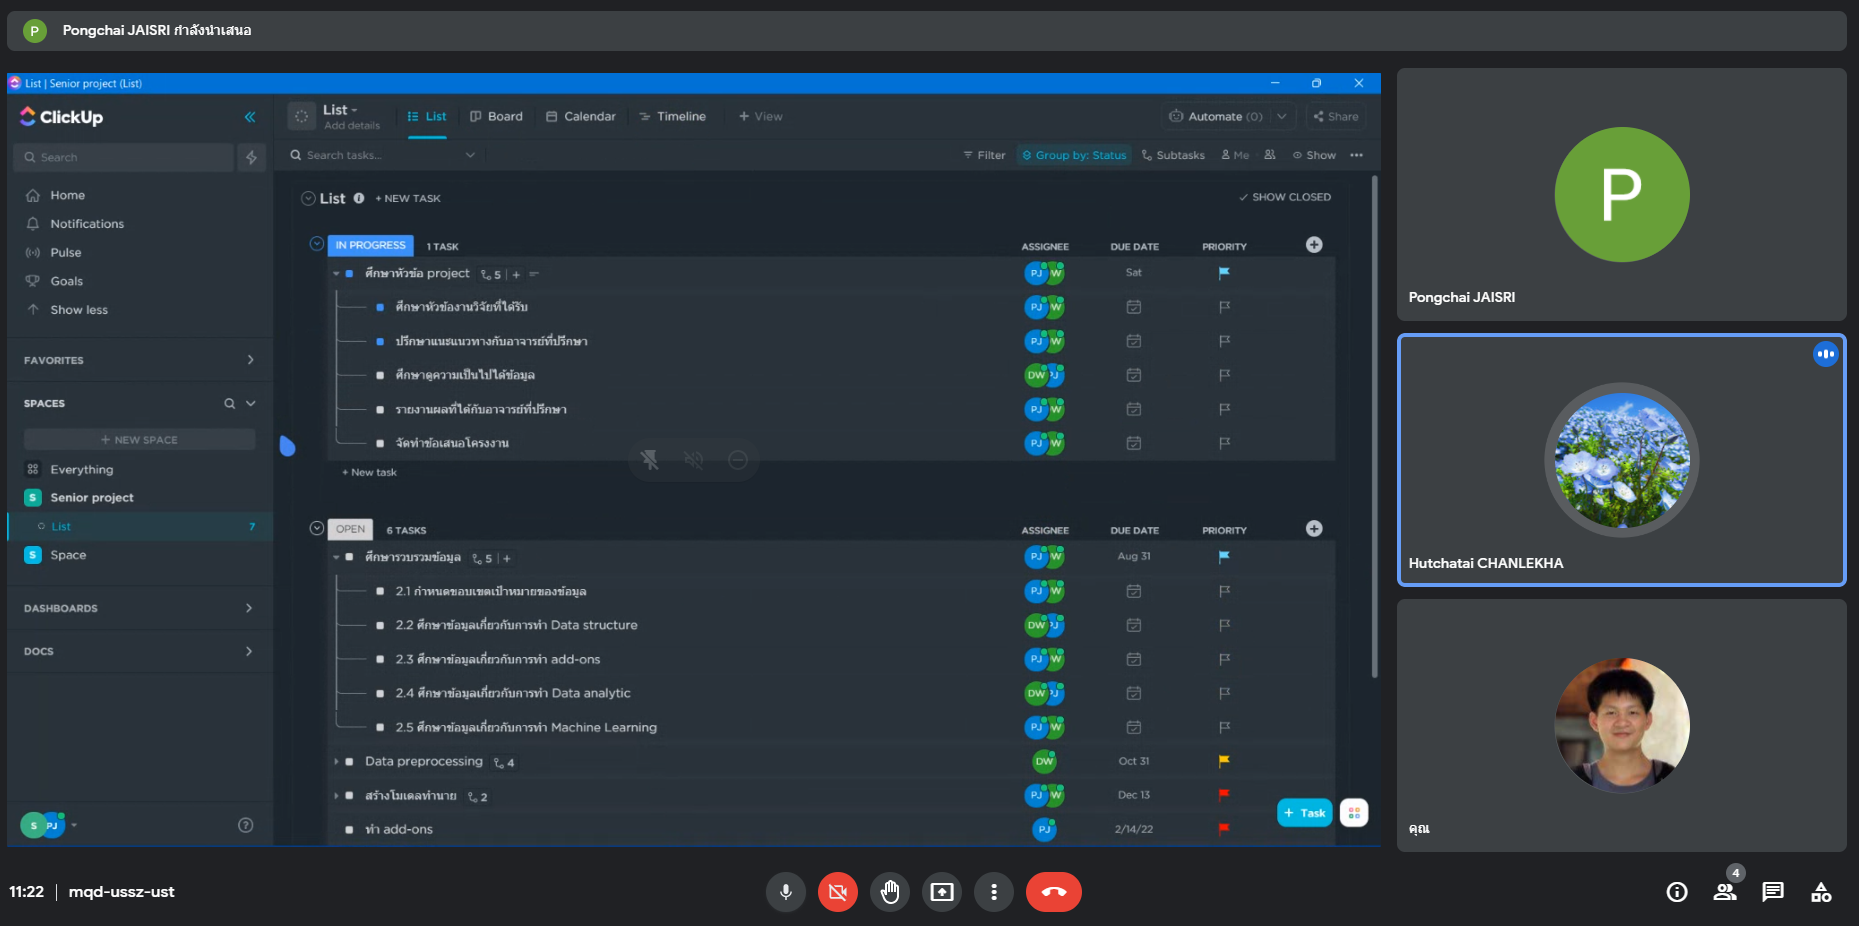 P Pongchai JAISRI กำลังนำเสนอ
List | Senior project (List)
ClickUp
Search
Home
Notifications
Pulse
Goals
Show less
FAVORITES
SPACES
+ NEW SPACE
Everything
S Senior project
List 7
S Space
DASHBOARDS
DOCS
S PJ
List
Add details
List Board Calendar Timeline + View
Automate (0) Share
Search tasks...
Filter Group by: Status Subtasks Me Show
List + NEW TASK SHOW CLOSED
IN PROGRESS 1 TASK ASSIGNEE DUE DATE PRIORITY
ศึกษาหัวข้อ project 5 + PJ W Sat
ศึกษาหัวข้องานวิจัยที่ได้รับ PJ W
ปรึกษาแนะแนวทางกับอาจารย์ที่ปรึกษา PJ W
ศึกษาดูความเป็นไปได้ข้อมูล DW PJ
รายงานผลที่ได้กับอาจารย์ที่ปรึกษา PJ W
จัดทำข้อเสนอโครงงาน PJ W
+ New task
OPEN 6 TASKS ASSIGNEE DUE DATE PRIORITY
ศึกษารวบรวมข้อมูล 5 + PJ W Aug 31
2.1 กำหนดขอบเขตเป้าหมายของข้อมูล PJ W
2.2 ศึกษาข้อมูลเกี่ยวกับการทำ Data structure DW PJ
2.3 ศึกษาข้อมูลเกี่ยวกับการทำ add-ons PJ W
2.4 ศึกษาข้อมูลเกี่ยวกับการทำ Data analytic DW PJ
2.5 ศึกษาข้อมูลเกี่ยวกับการทำ Machine Learning PJ W
Data preprocessing 4 DW Oct 31
สร้างโมเดลทำนาย 2 PJ W Dec 13
ทำ add-ons PJ 2/14/22
+ Task
P
Pongchai JAISRI
Hutchatai CHANLEKHA
คุณ
11:22 | mqd-ussz-ust
4